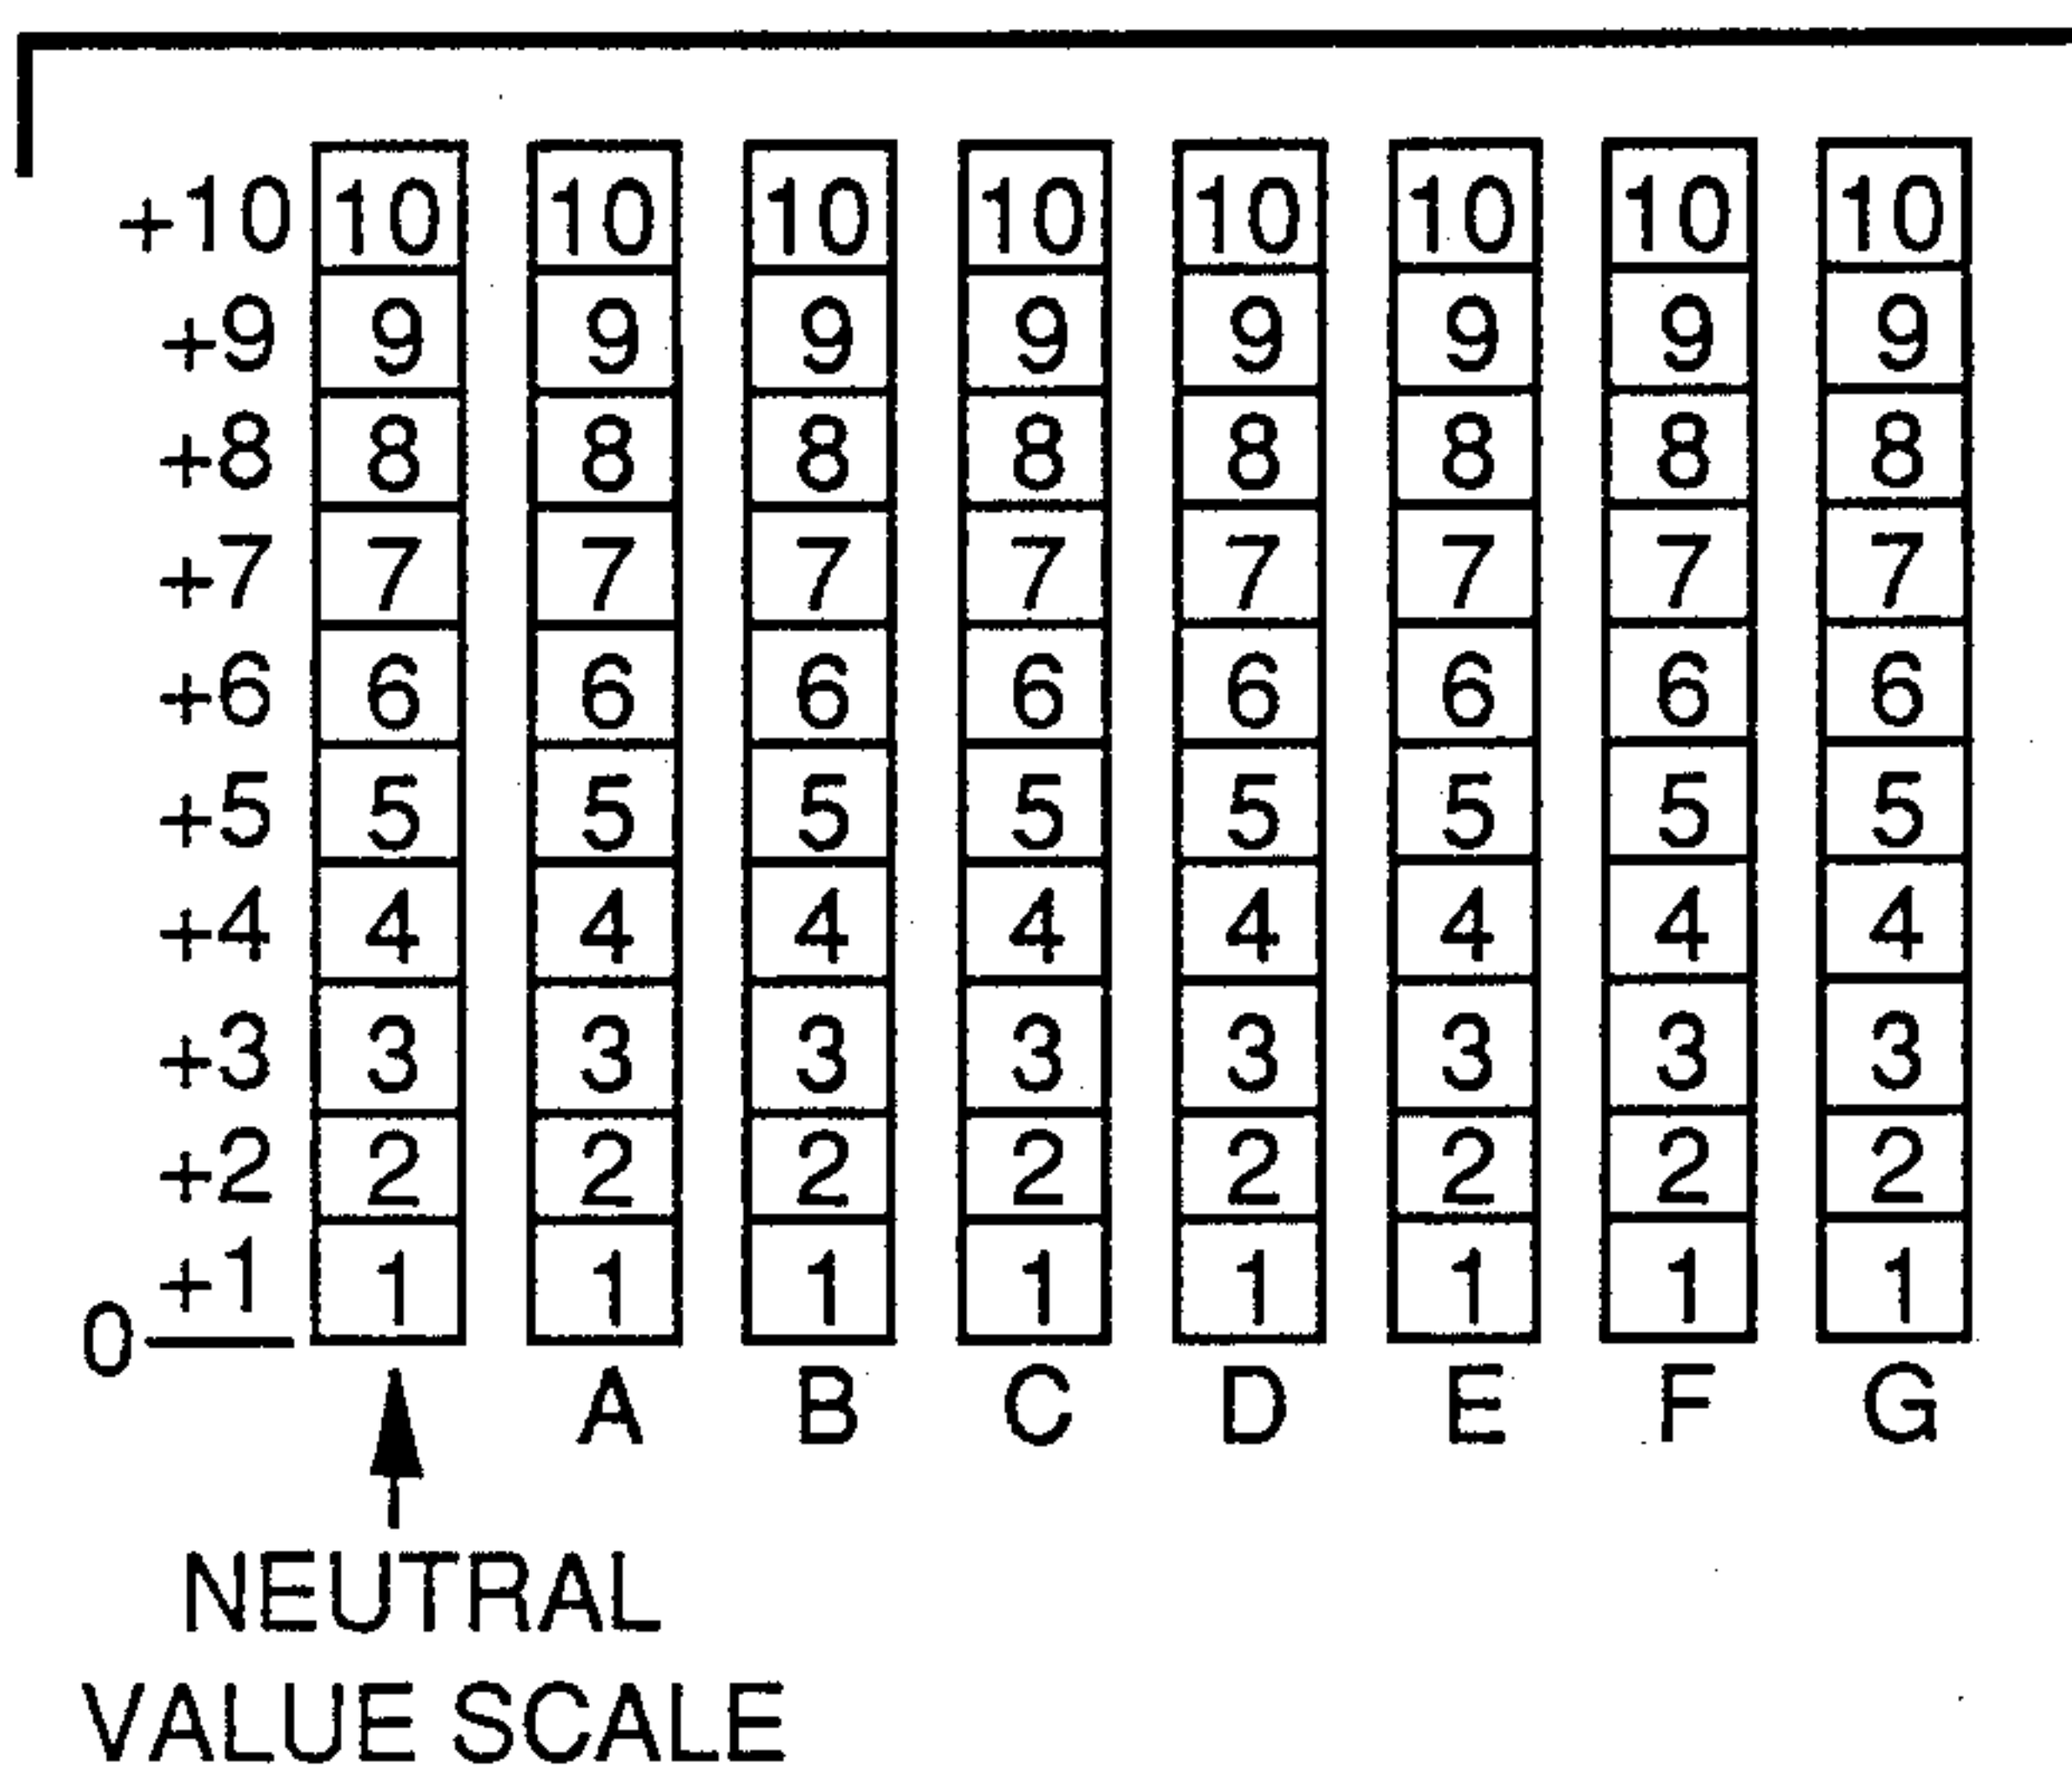 +10 10 10 10 10 10 10 10 10
+9 9 9 9 9 9 9 9 9
+8 8 8 8 8 8 8 8 8
+7 7 7 7 7 7 7 7 7
+6 6 6 6 6 6 6 6 6
+5 5 5 5 5 5 5 5 5
+4 4 4 4 4 4 4 4 4
+3 3 3 3 3 3 3 3 3
+2 2 2 2 2 2 2 2 2
+1 1 1 1 1 1 1 1 1
0
A B C D E F G
NEUTRAL
VALUE SCALE